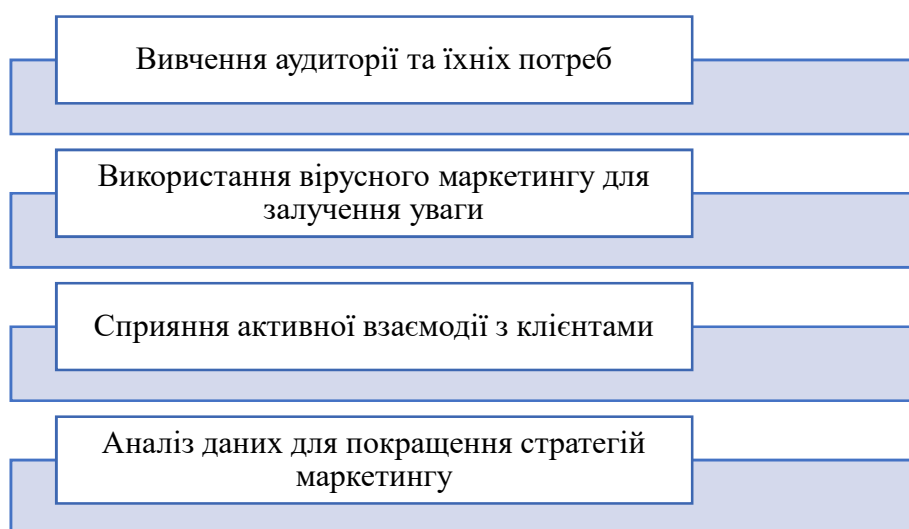 Вивчення аудиторії та їхніх потреб
Використання вірусного маркетингу для
залучення уваги
Сприяння активної взаємодії з клієнтами
Аналіз даних для покращення стратегій
маркетингу